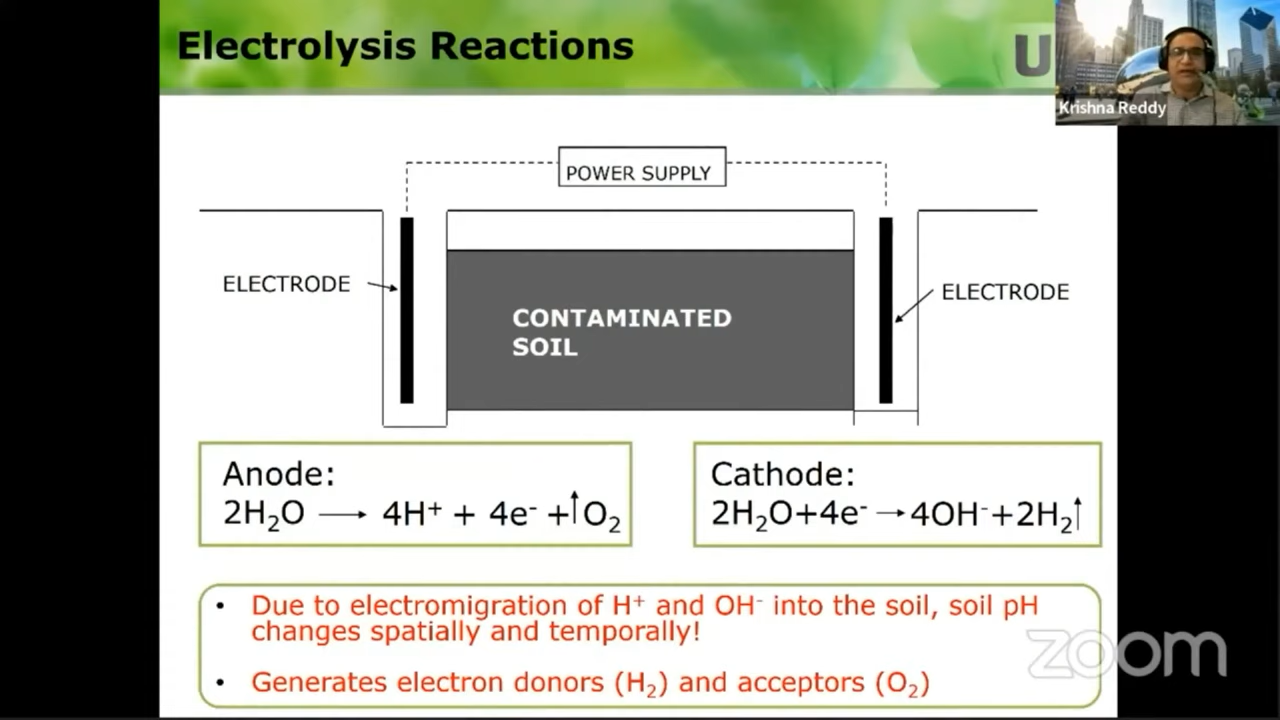 Electrolysis Reactions
U
Krishna Reddy
POWER SUPPLY
ELECTRODE
ELECTRODE
CONTAMINATED
SOIL
Anode:
2H₂O ⟶ 4H⁺ + 4e⁻ +↑O₂
Cathode:
2H₂O+4e⁻→4OH⁻+2H₂↑
• Due to electromigration of H⁺ and OH⁻ into the soil, soil pH
changes spatially and temporally!
• Generates electron donors (H₂) and acceptors (O₂)
zoom